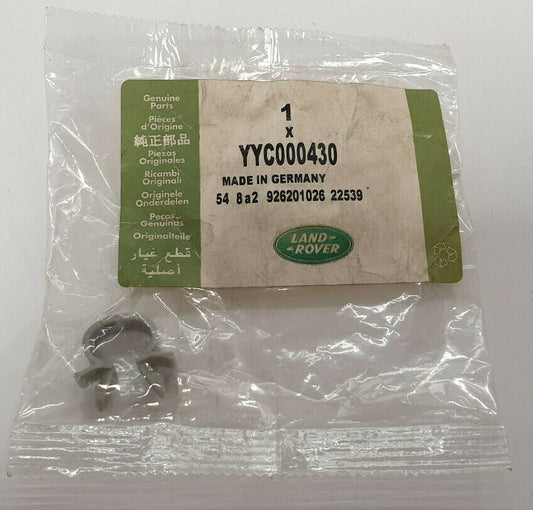 Genuine
Parts
Pièces
d'Origine
純正部品
Piezas
Originales
Ricambi
Originali
Originele
Onderdelen
Peças
Genuinas
Originalteile
قطع غيار
أصلية
1
x
YYC000430
MADE IN GERMANY
54 8a2 926201026 22539
LAND-
-ROVER